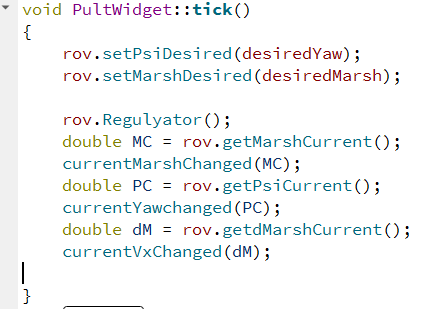 void PultWidget::tick()
{
rov.setPsiDesired(desiredYaw);
rov.setMarshDesired(desiredMarsh);
rov.Regulyator();
double MC = rov.getMarshCurrent();
currentMarshChanged(MC);
double PC = rov.getPsiCurrent();
currentYawchanged(PC);
double dM = rov.getdMarshCurrent();
currentVxChanged(dM);
}